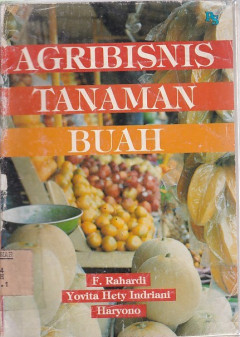 AGRIBISNIS
TANAMAN
BUAH
F. Rahardi
Yovita Hety Indriani
Haryono